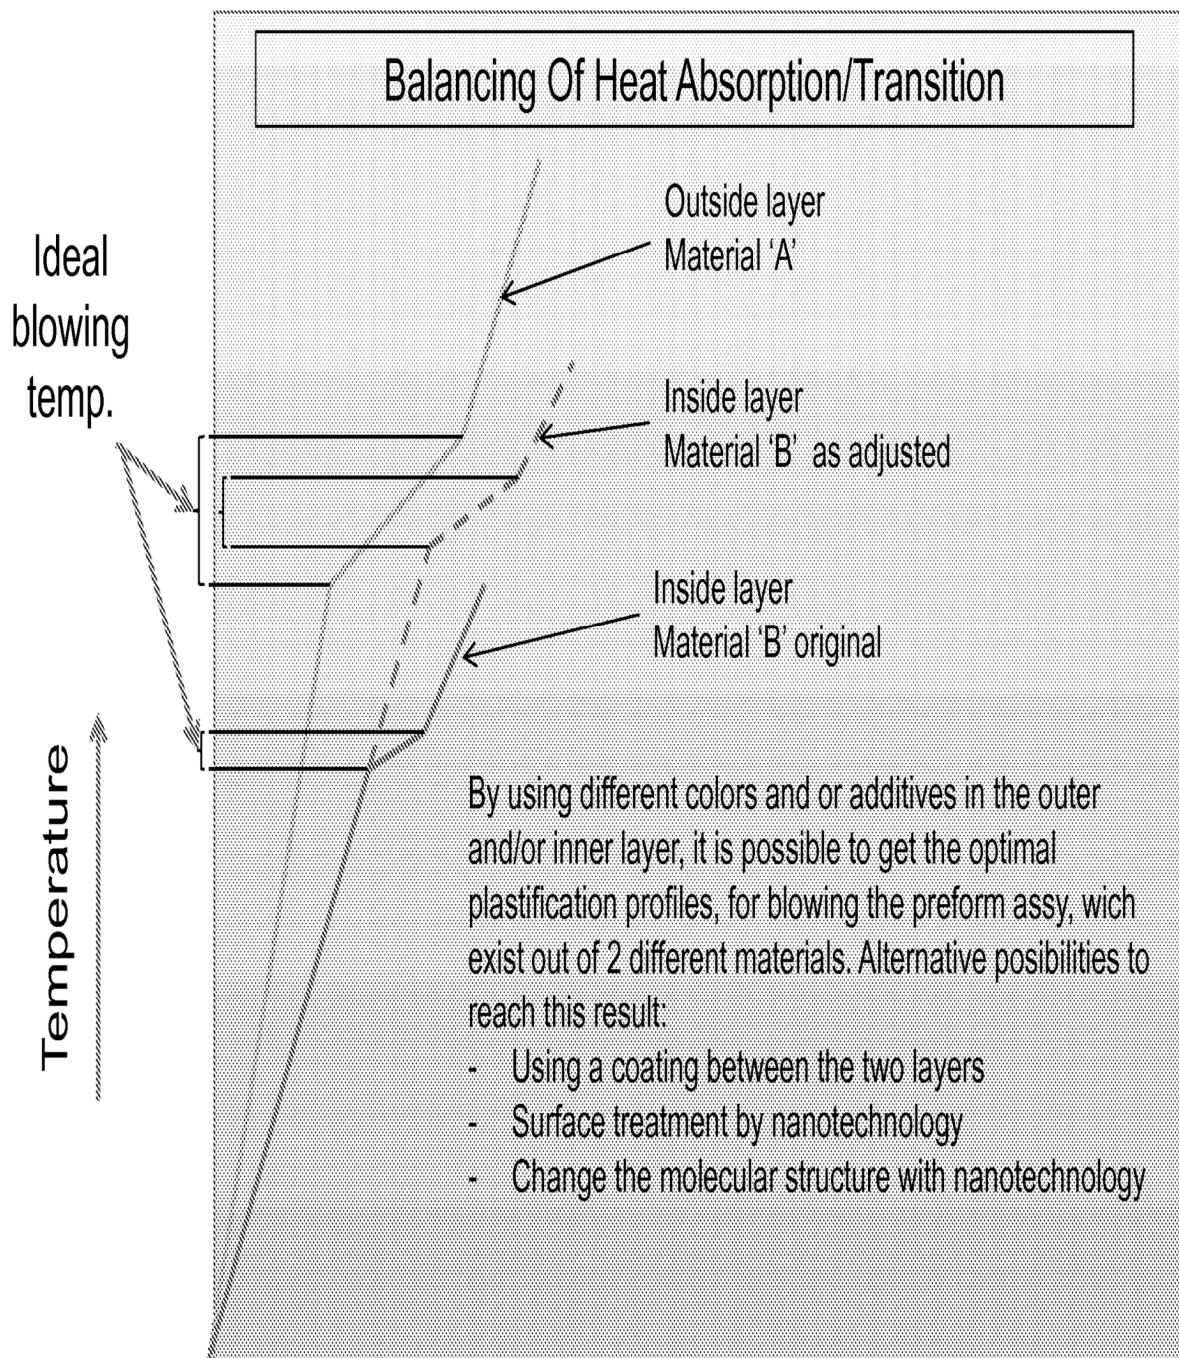 Balancing Of Heat Absorption/Transition
Outside layer
Material ‘A’
Ideal
blowing
temp.
Inside layer
Material ‘B’ as adjusted
Inside layer
Material ‘B’ original
Temperature
By using different colors and or additives in the outer
and/or inner layer, it is possible to get the optimal
plastification profiles, for blowing the preform assy, wich
exist out of 2 different materials. Alternative posibilities to
reach this result:
- Using a coating between the two layers
- Surface treatment by nanotechnology
- Change the molecular structure with nanotechnology